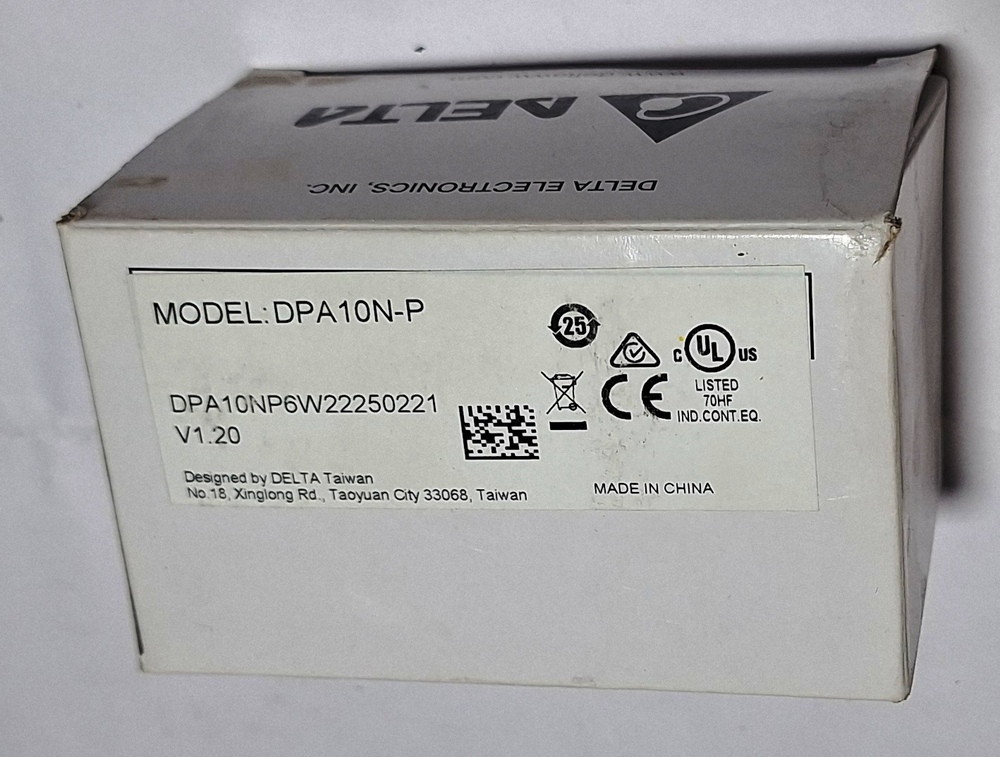 DELTA
DELTA ELECTRONICS, INC.
MODEL: DPA10N-P
25
C UL US
LISTED
70HF
IND.CONT.EQ.
CE
DPA10NP6W22250221
V1.20
Designed by DELTA Taiwan
No.18, Xinglong Rd., Taoyuan City 33068, Taiwan
MADE IN CHINA